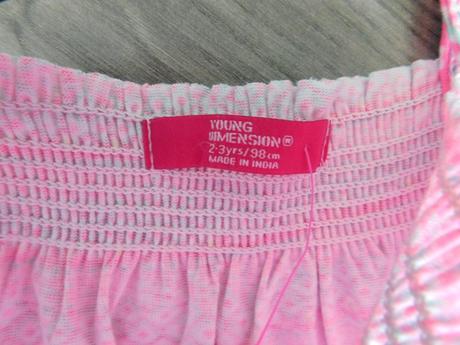 YOUNG
DIMENSION®
2-3yrs/98cm
MADE IN INDIA